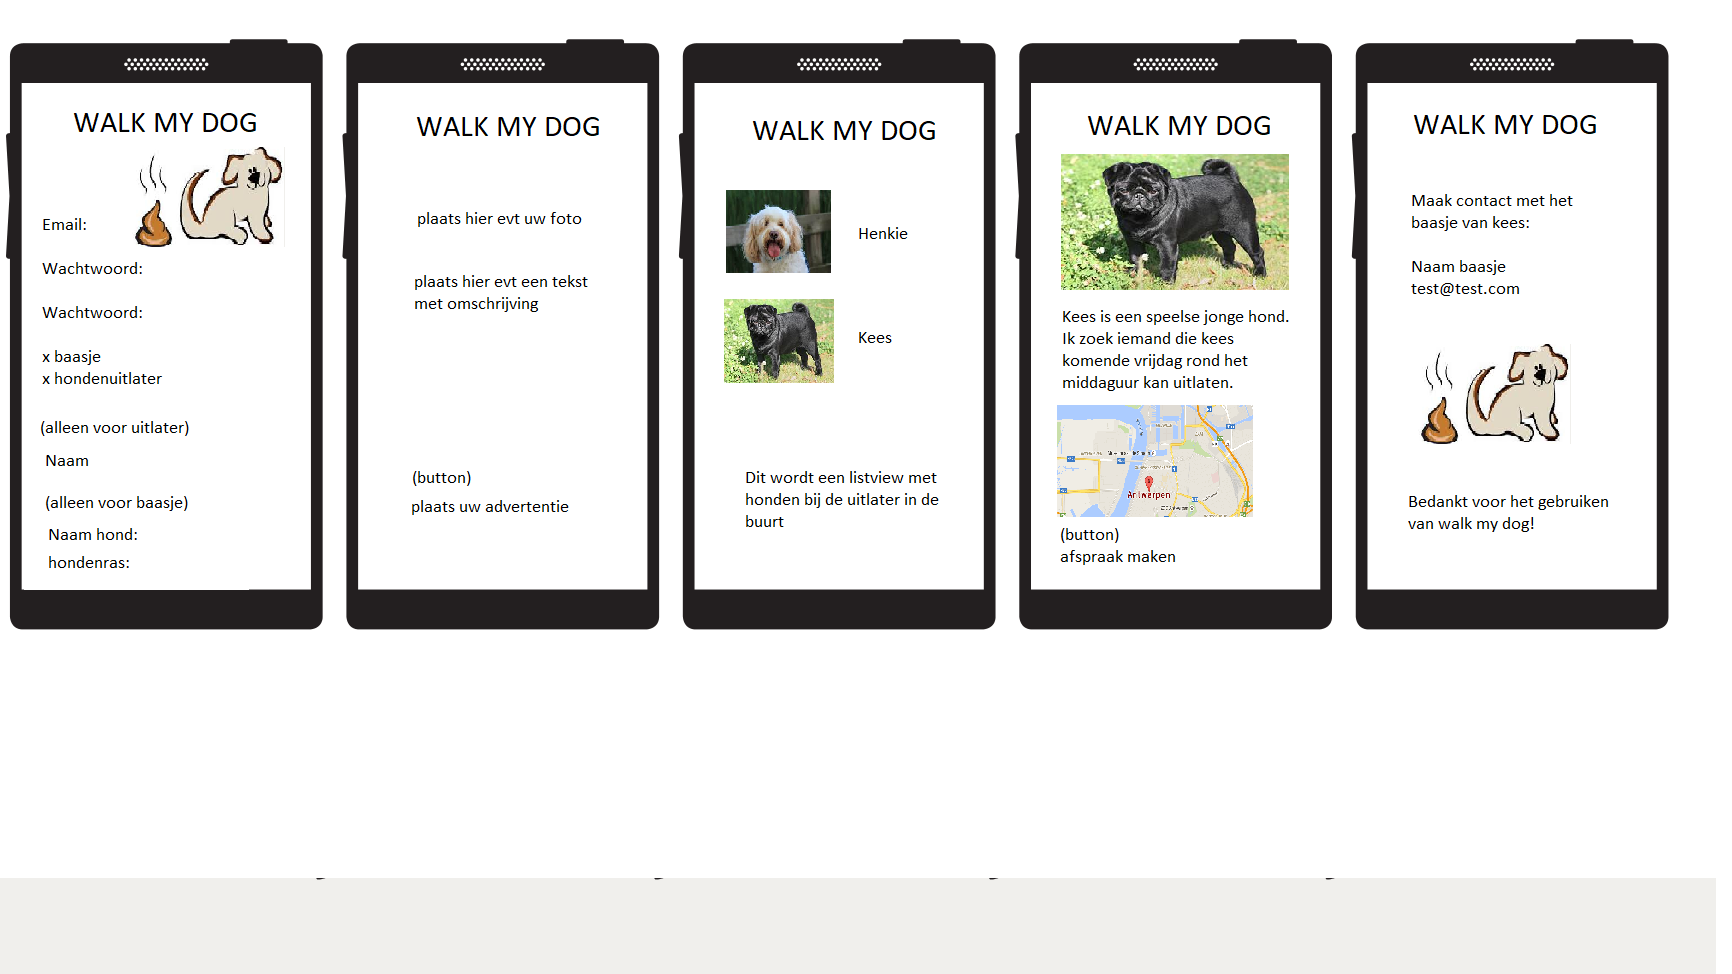 WALK MY DOG
Email:
Wachtwoord:
Wachtwoord:
x baasje
x hondenuitlater
(alleen voor uitlater)
Naam
(alleen voor baasje)
Naam hond:
hondenras:
WALK MY DOG
plaats hier evt uw foto
plaats hier evt een tekst
met omschrijving
(button)
plaats uw advertentie
WALK MY DOG
Henkie
Kees
Dit wordt een listview met
honden bij de uitlater in de
buurt
WALK MY DOG
Kees is een speelse jonge hond.
Ik zoek iemand die kees
komende vrijdag rond het
middaguur kan uitlaten.
Antwerpen
(button)
afspraak maken
WALK MY DOG
Maak contact met het
baasje van kees:
Naam baasje
test@test.com
Bedankt voor het gebruiken
van walk my dog!